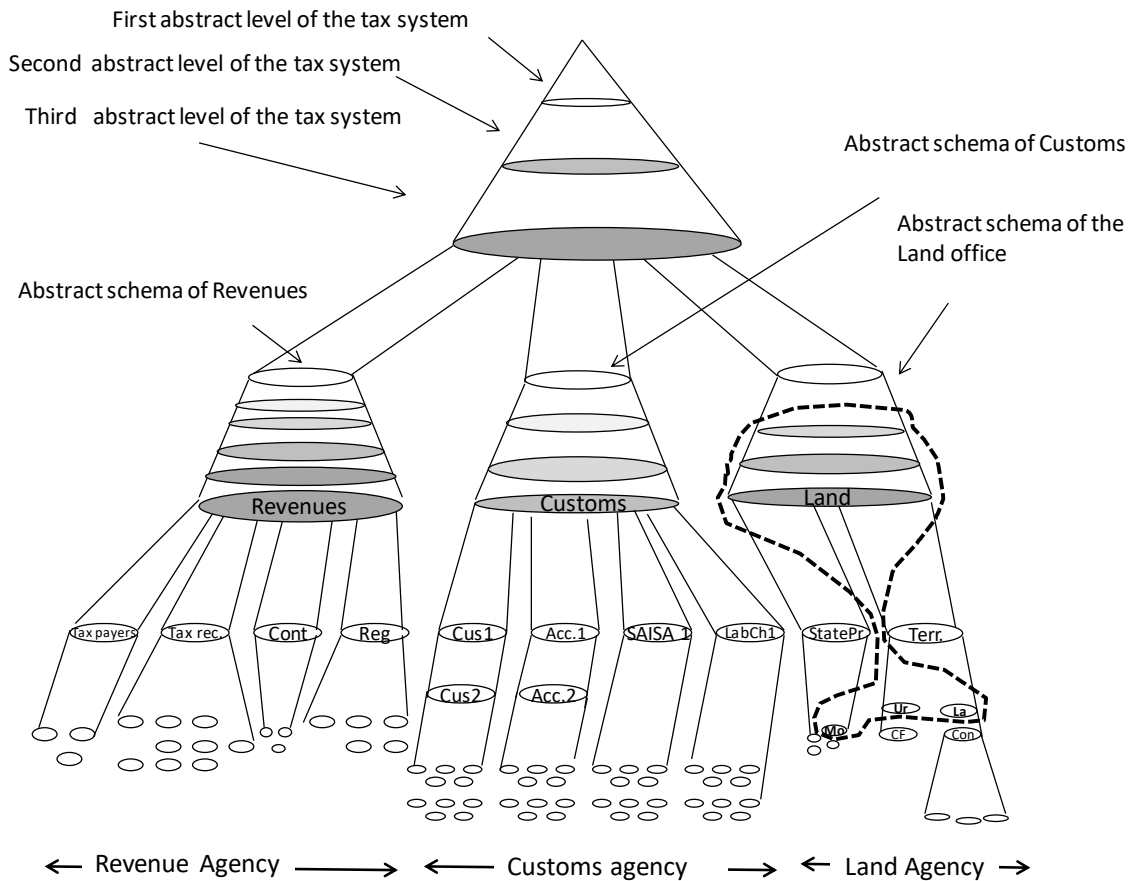 First abstract level of the tax system
Second abstract level of the tax system
Third abstract level of the tax system
Abstract schema of Customs
Abstract schema of the
Land office
Abstract schema of Revenues
Revenues
Customs
Land
Tax payers
Tax rec.
Cont
Reg
Cus1
Acc.1
SAISA 1
LabCh1
StatePr
Terr.
Cus2
Acc.2
Ur
La
Mo
CF
Con
Revenue Agency
Customs agency
Land Agency